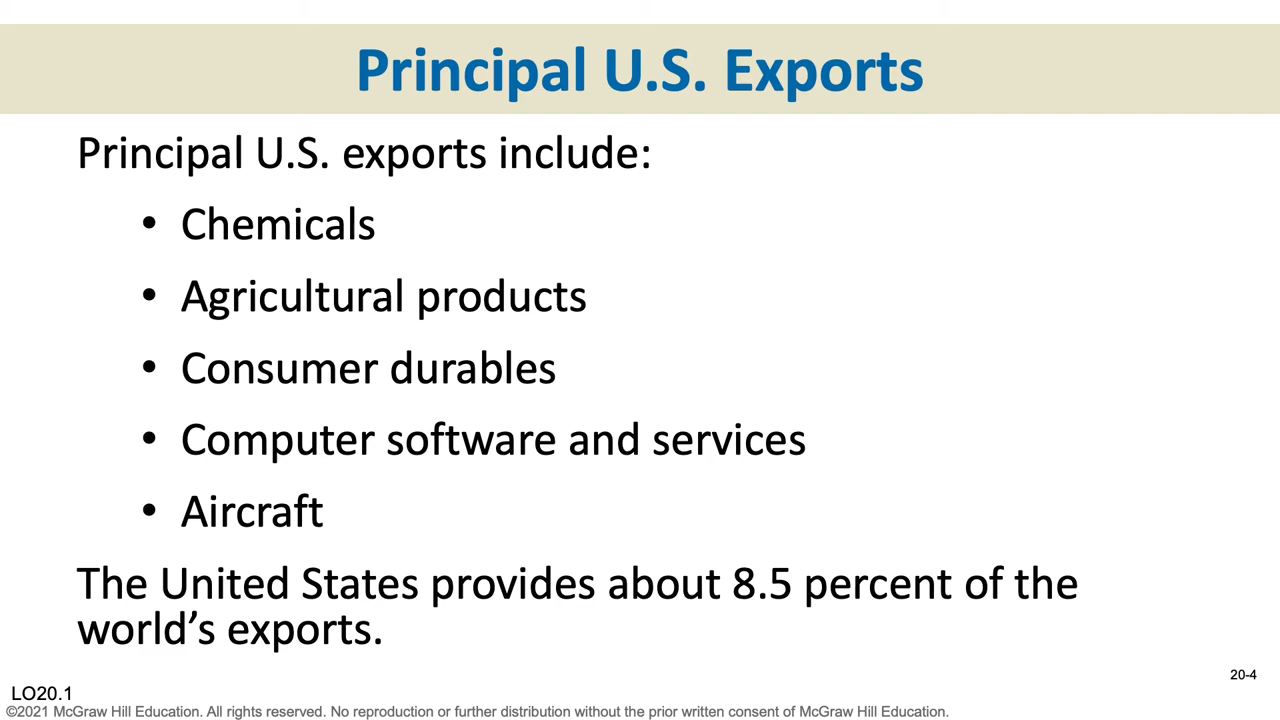 Principal U.S. Exports
Principal U.S. exports include:
• Chemicals
• Agricultural products
• Consumer durables
• Computer software and services
• Aircraft
The United States provides about 8.5 percent of the
world’s exports.
20-4
LO20.1
©2021 McGraw Hill Education. All rights reserved. No reproduction or further distribution without the prior written consent of McGraw Hill Education.